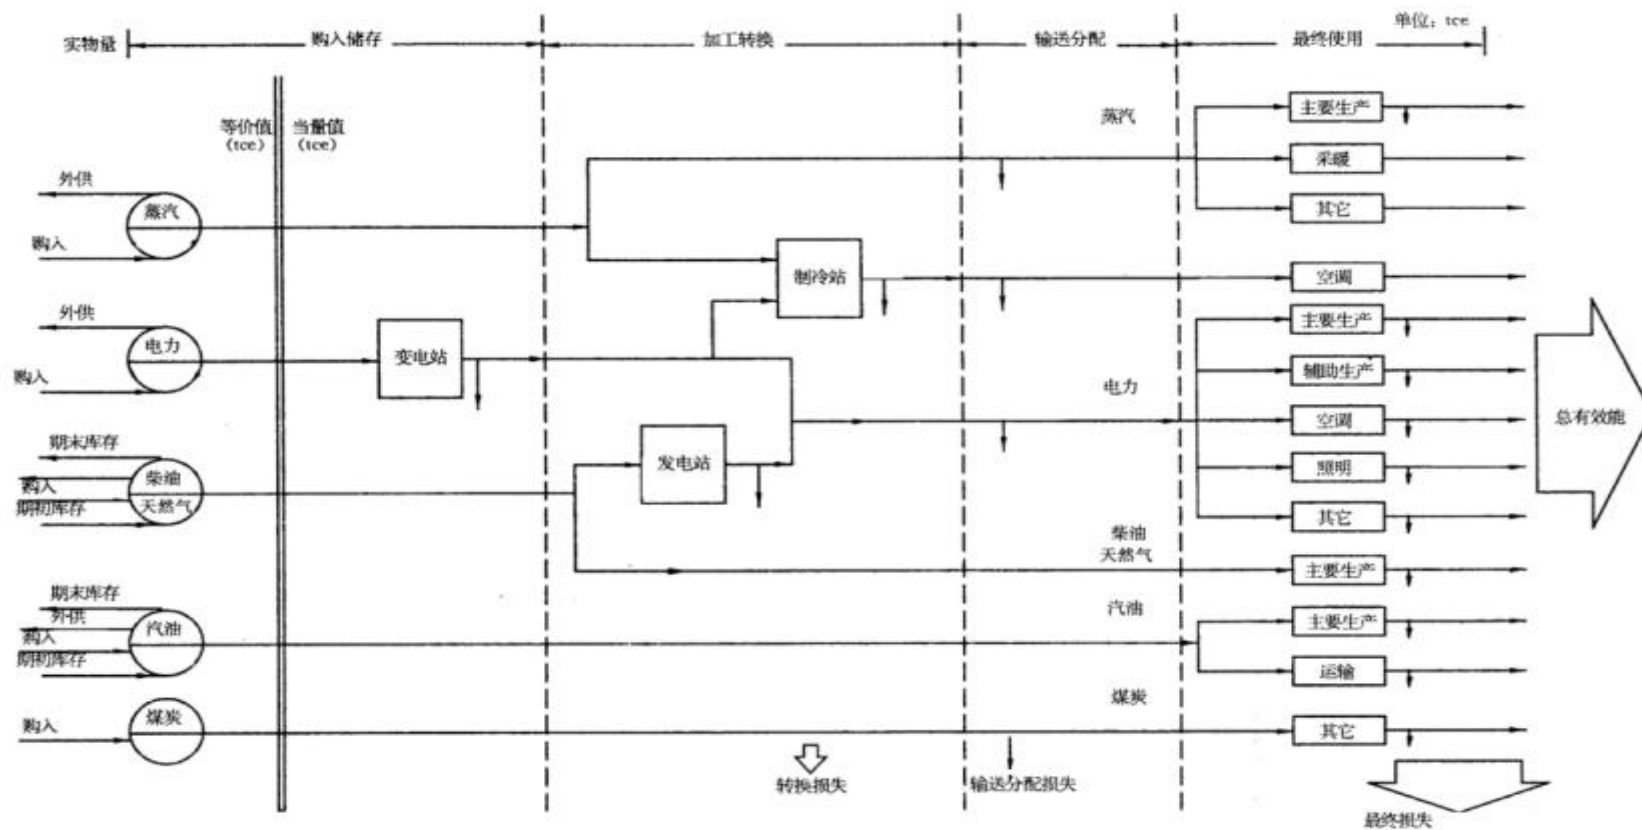 单位：tce
实物量
购入储存
加工转换
输送分配
最终使用
等价值
（tce）
当量值
（tce）
外供
蒸汽
购入
外供
电力
购入
期末库存
购入
期初库存
柴油
天然气
期末库存
外供
购入
期初库存
汽油
购入
煤炭
变电站
制冷站
发电站
蒸汽
电力
柴油
天然气
汽油
煤炭
主要生产
采暖
其它
空调
主要生产
辅助生产
空调
照明
其它
主要生产
主要生产
运输
其它
总有效能
转换损失
输送分配损失
最终损失